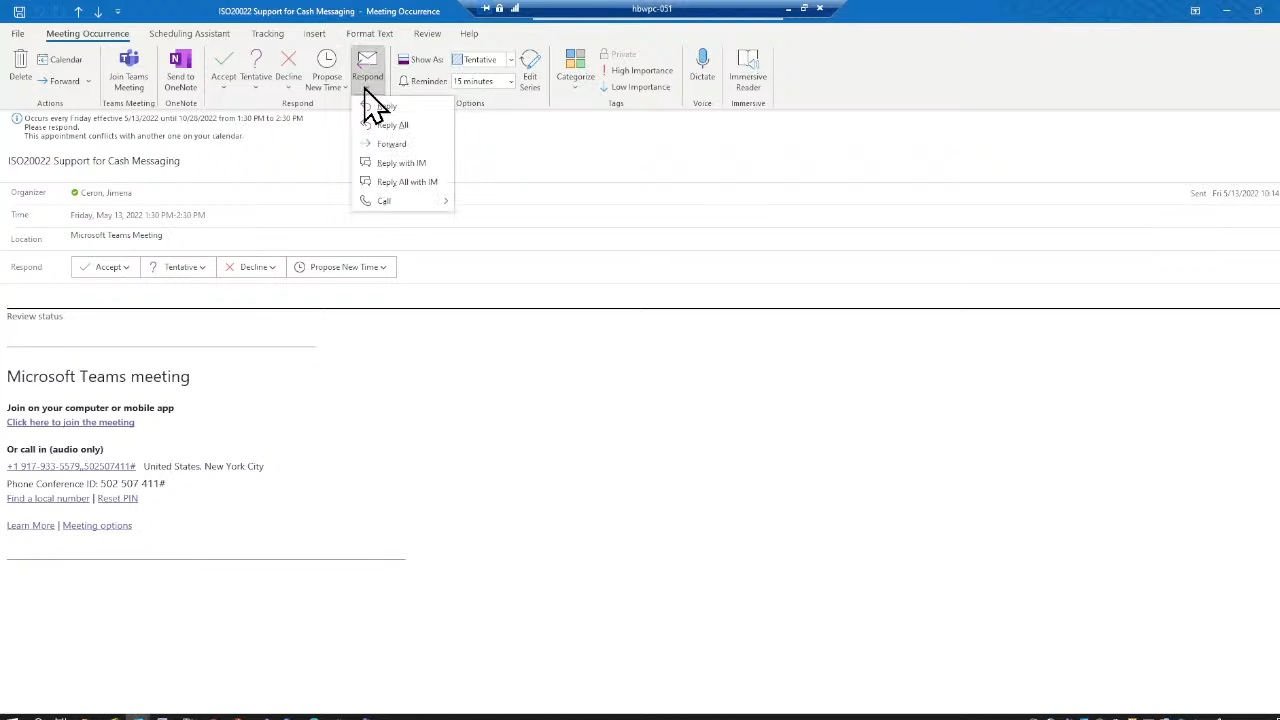 ISO20022 Support for Cash Messaging - Meeting Occurrence
hbwpc-051
File Meeting Occurrence Scheduling Assistant Tracking Insert Format Text Review Help
Delete
Calendar
Forward
Actions
Join Teams
Meeting
Teams Meeting
Send to
OneNote
OneNote
Accept
Tentative
Decline
Propose
New Time
Respond
Respond
Show As: Tentative
Reminder: 15 minutes
Options
Edit
Series
Categorize
Private
High Importance
Low Importance
Tags
Dictate
Voice
Immersive
Reader
Immersive
Reply All
Forward
Reply with IM
Reply All with IM
Call
Occurs every Friday effective 5/13/2022 until 10/28/2022 from 1:30 PM to 2:30 PM
Please respond.
This appointment conflicts with another one on your calendar.
ISO20022 Support for Cash Messaging
Organizer Ceron, Jimena
Sent Fri 5/13/2022 10:14
Time Friday, May 13, 2022 1:30 PM-2:30 PM
Location Microsoft Teams Meeting
Respond Accept Tentative Decline Propose New Time
Review status
Microsoft Teams meeting
Join on your computer or mobile app
Click here to join the meeting
Or call in (audio only)
+1 917-933-5579,,502507411# United States, New York City
Phone Conference ID: 502 507 411#
Find a local number | Reset PIN
Learn More | Meeting options